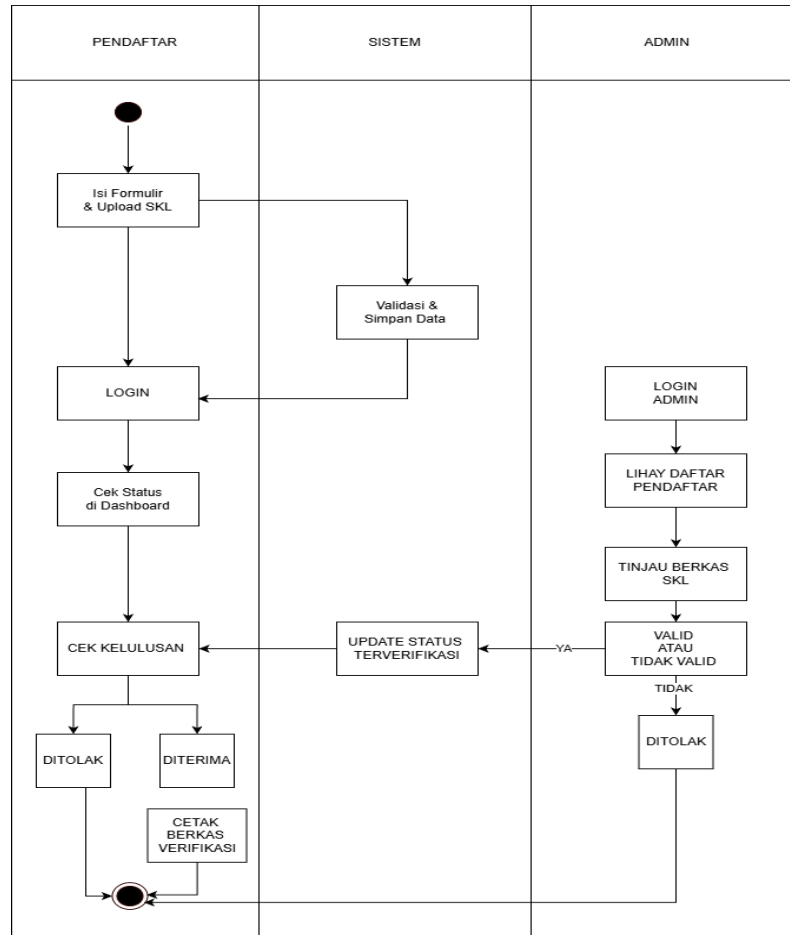 PENDAFTAR
SISTEM
ADMIN
Isi Formulir
& Upload SKL
Validasi &
Simpan Data
LOGIN
LOGIN
ADMIN
Cek Status
di Dashboard
LIHAY DAFTAR
PENDAFTAR
TINJAU BERKAS
SKL
CEK KELULUSAN
UPDATE STATUS
TERVERIFIKASI
YA
VALID
ATAU
TIDAK VALID
TIDAK
DITOLAK
DITERIMA
DITOLAK
CETAK
BERKAS
VERIFIKASI